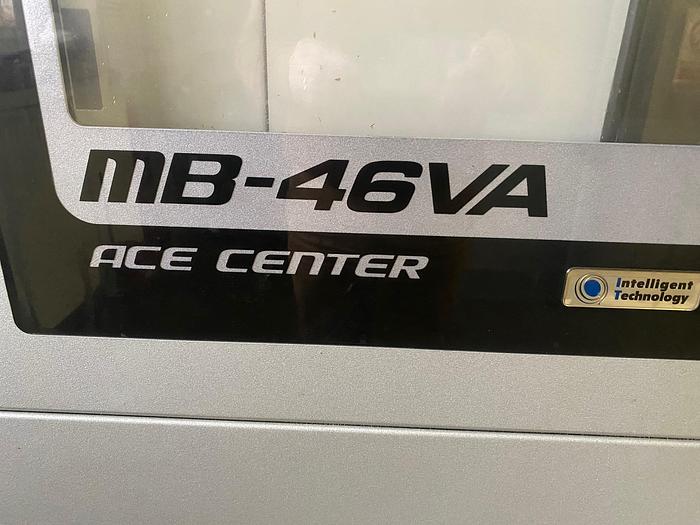 MB-46VA
ACE CENTER
Intelligent
Technology